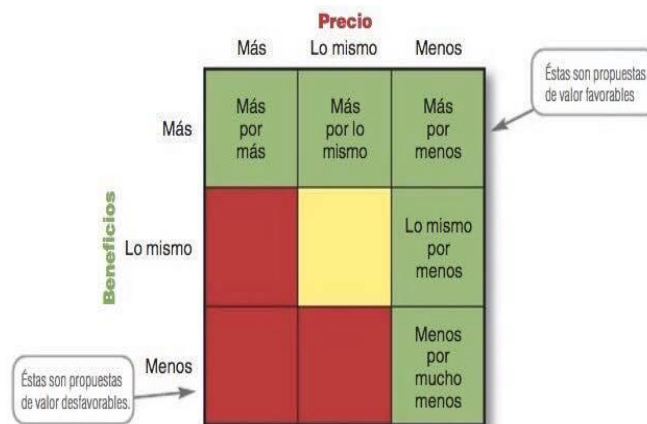 Precio
Más Lo mismo Menos
Éstas son propuestas
de valor favorables
Más
Más
por
más
Más
por lo
mismo
Más
por
menos
Beneficios
Lo mismo
Lo mismo
por
menos
Menos
Menos
por
mucho
menos
Éstas son propuestas
de valor desfavorables.